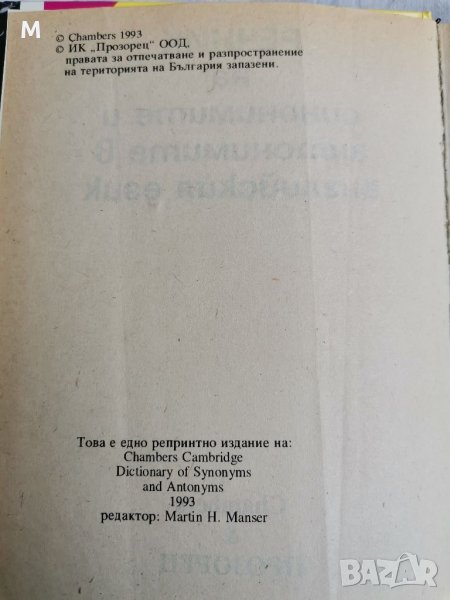 M
© Chambers 1993
© ИК „Прозорец“ ООД,
правата за отпечатване и разпространение
на територията на България запазени.
Това е едно репринтно издание на:
Chambers Cambridge
Dictionary of Synonyms
and Antonyms
1993
редактор: Martin H. Manser
BAZAR